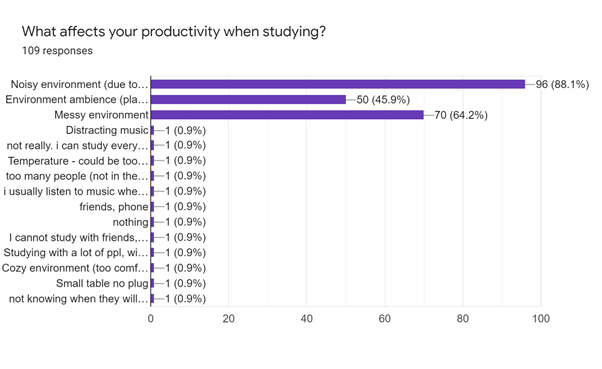 What affects your productivity when studying?
109 responses
Noisy environment (due to… 96 (88.1%)
Environment ambience (pla… 50 (45.9%)
Messy environment 70 (64.2%)
Distracting music 1 (0.9%)
not really. i can study every… 1 (0.9%)
Temperature - could be too… 1 (0.9%)
too many people (not in the… 1 (0.9%)
i usually listen to music whe… 1 (0.9%)
friends, phone 1 (0.9%)
nothing 1 (0.9%)
I cannot study with friends,… 1 (0.9%)
Studying with a lot of ppl, wi… 1 (0.9%)
Cozy environment (too comf… 1 (0.9%)
Small table no plug 1 (0.9%)
not knowing when they will… 1 (0.9%)
0 20 40 60 80 100